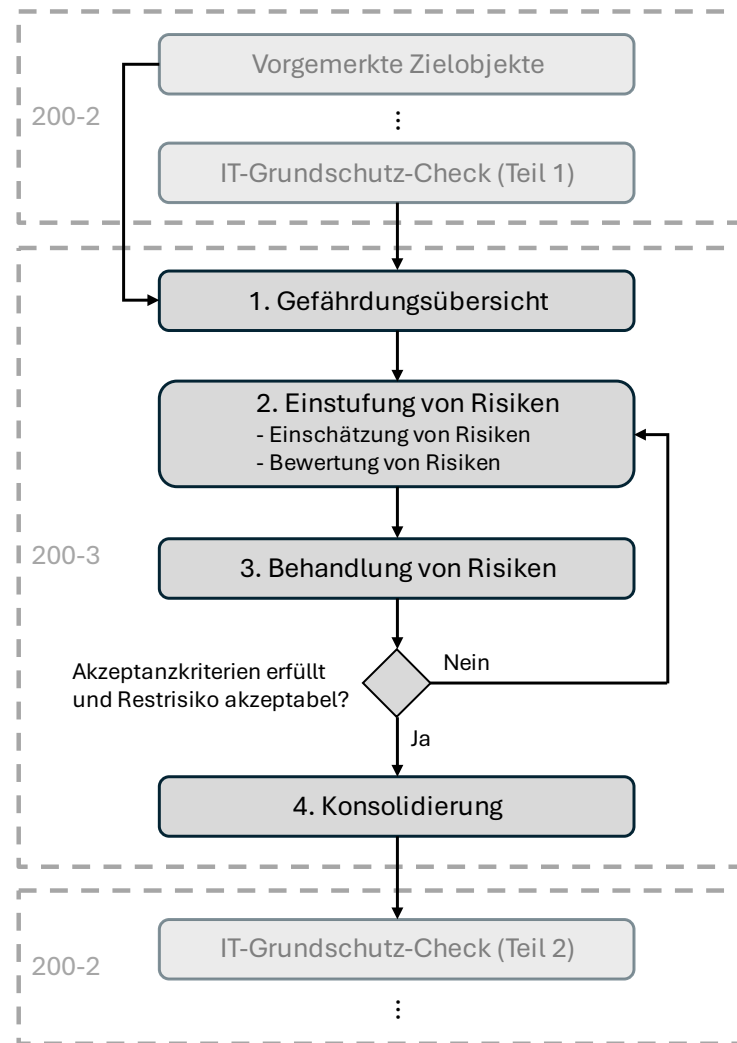 Vorgemerkte Zielobjekte
200-2
⋮
IT-Grundschutz-Check (Teil 1)
1. Gefährdungsübersicht
2. Einstufung von Risiken
- Einschätzung von Risiken
- Bewertung von Risiken
200-3
3. Behandlung von Risiken
Akzeptanzkriterien erfüllt
und Restrisiko akzeptabel?
Nein
Ja
4. Konsolidierung
IT-Grundschutz-Check (Teil 2)
200-2
⋮